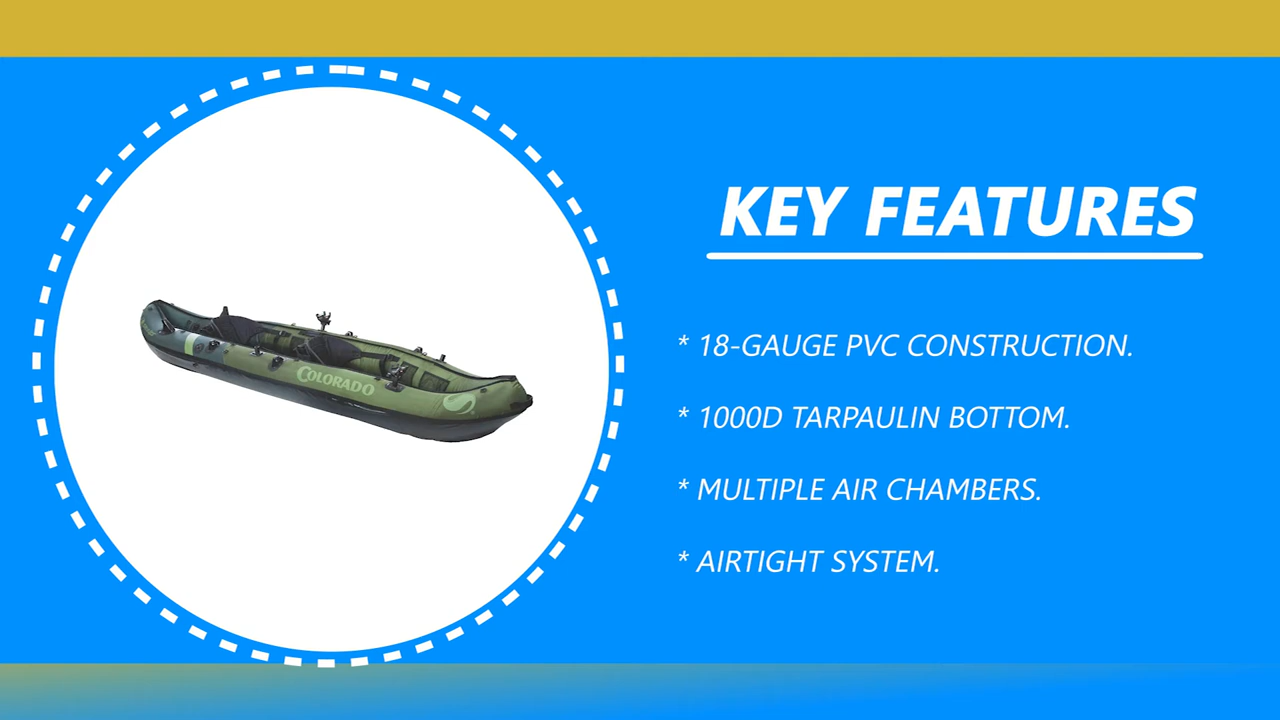 KEY FEATURES
* 18-GAUGE PVC CONSTRUCTION.
* 1000D TARPAULIN BOTTOM.
* MULTIPLE AIR CHAMBERS.
* AIRTIGHT SYSTEM.
COLORADO